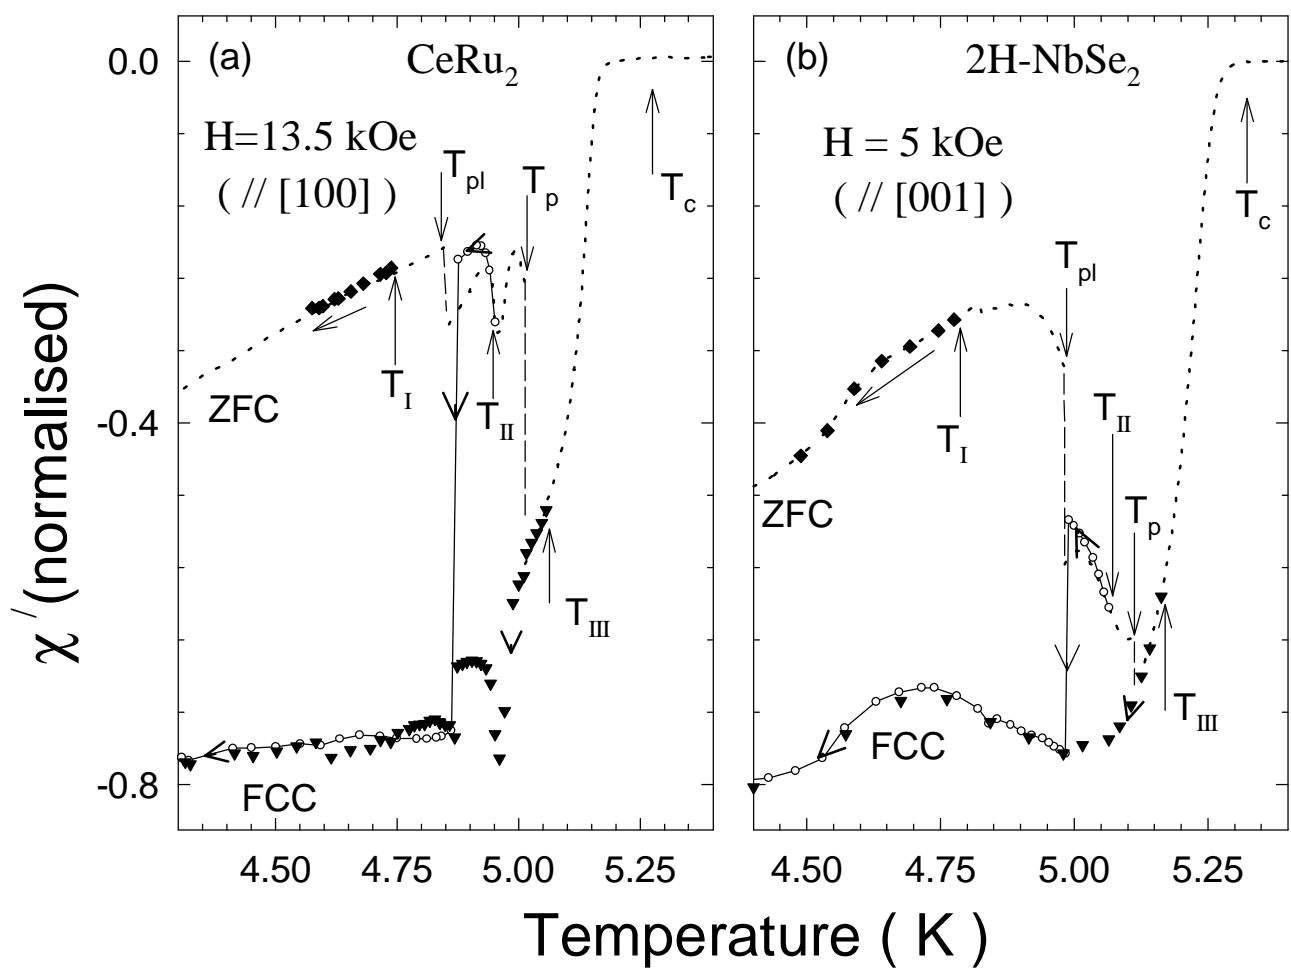 (a) CeRu2
H=13.5 kOe
( // [100] )
Tpl
Tp
Tc
TI
TII
TIII
ZFC
FCC
(b) 2H-NbSe2
H = 5 kOe
( // [001] )
Tpl
TII
Tp
Tc
TI
TIII
ZFC
FCC
0.0
-0.4
-0.8
χ/ (normalised)
4.50 4.75 5.00 5.25
4.50 4.75 5.00 5.25
Temperature ( K )